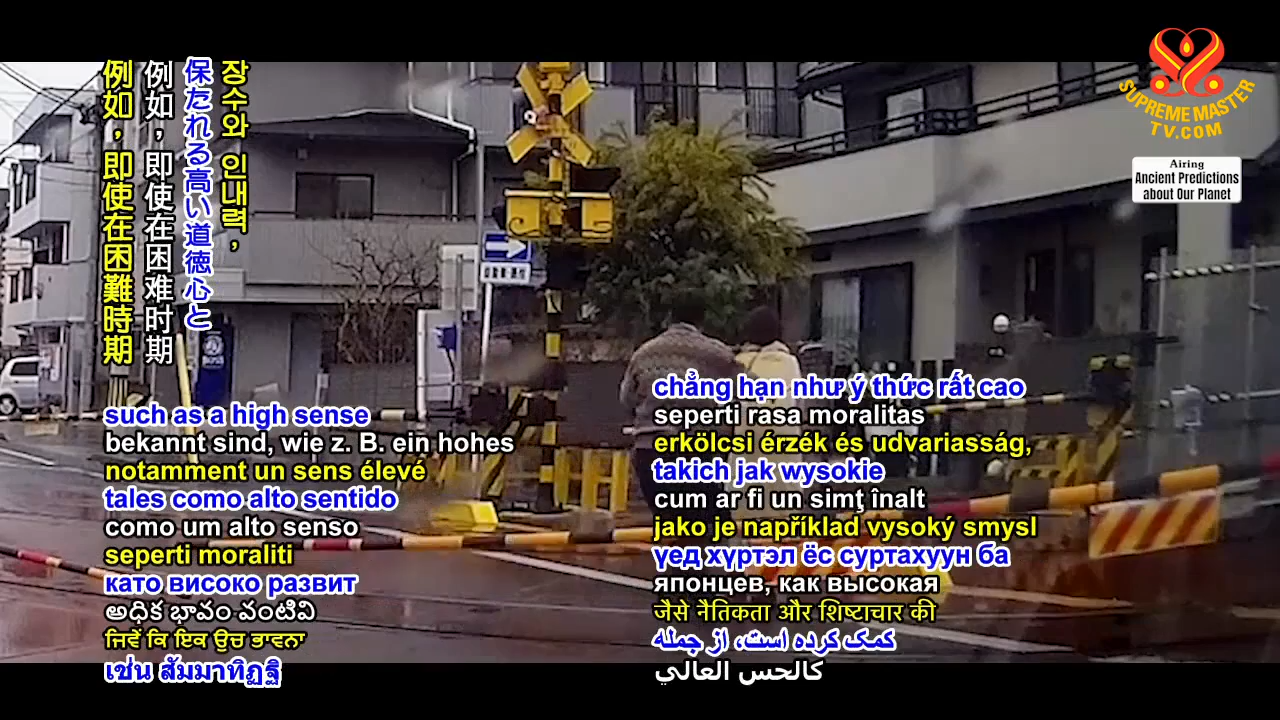 장수와 인내력,
保たれる高い道徳心と
例如，即使在困难时期
例如，即使在困難時期
SUPREME MASTER
TV.COM
Airing
Ancient Predictions
about Our Planet
such as a high sense
bekannt sind, wie z. B. ein hohes
notamment un sens élevé
tales como alto sentido
como um alto senso
seperti moraliti
като високо развит
అధిక భావం వంటివి
ਜਿਵੇਂ ਕਿ ਇਕ ਉਚ ਭਾਵਨਾ
เช่น สัมมาทิฏฐิ
chẳng hạn như ý thức rất cao
seperti rasa moralitas
erkölcsi érzék és udvariasság,
takich jak wysokie
cum ar fi un simţ înalt
jako je například vysoký smysl
үед хүртэл ёс суртахуун ба
японцев, как высокая
जैसे नैतिकता और शिष्टाचार की
کمک کرده است، از جمله
كالحس العالي